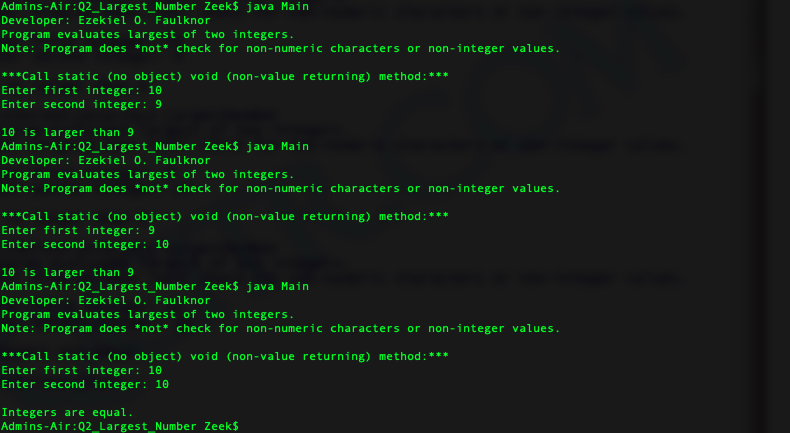 Admins-Air:Q2_Largest_Number Zeek$ java Main
Developer: Ezekiel O. Faulknor
Program evaluates largest of two integers.
Note: Program does *not* check for non-numeric characters or non-integer values.
***Call static (no object) void (non-value returning) method:***
Enter first integer: 10
Enter second integer: 9
10 is larger than 9
Admins-Air:Q2_Largest_Number Zeek$ java Main
Developer: Ezekiel O. Faulknor
Program evaluates largest of two integers.
Note: Program does *not* check for non-numeric characters or non-integer values.
***Call static (no object) void (non-value returning) method:***
Enter first integer: 9
Enter second integer: 10
10 is larger than 9
Admins-Air:Q2_Largest_Number Zeek$ java Main
Developer: Ezekiel O. Faulknor
Program evaluates largest of two integers.
Note: Program does *not* check for non-numeric characters or non-integer values.
***Call static (no object) void (non-value returning) method:***
Enter first integer: 10
Enter second integer: 10
Integers are equal.
Admins-Air:Q2_Largest_Number Zeek$